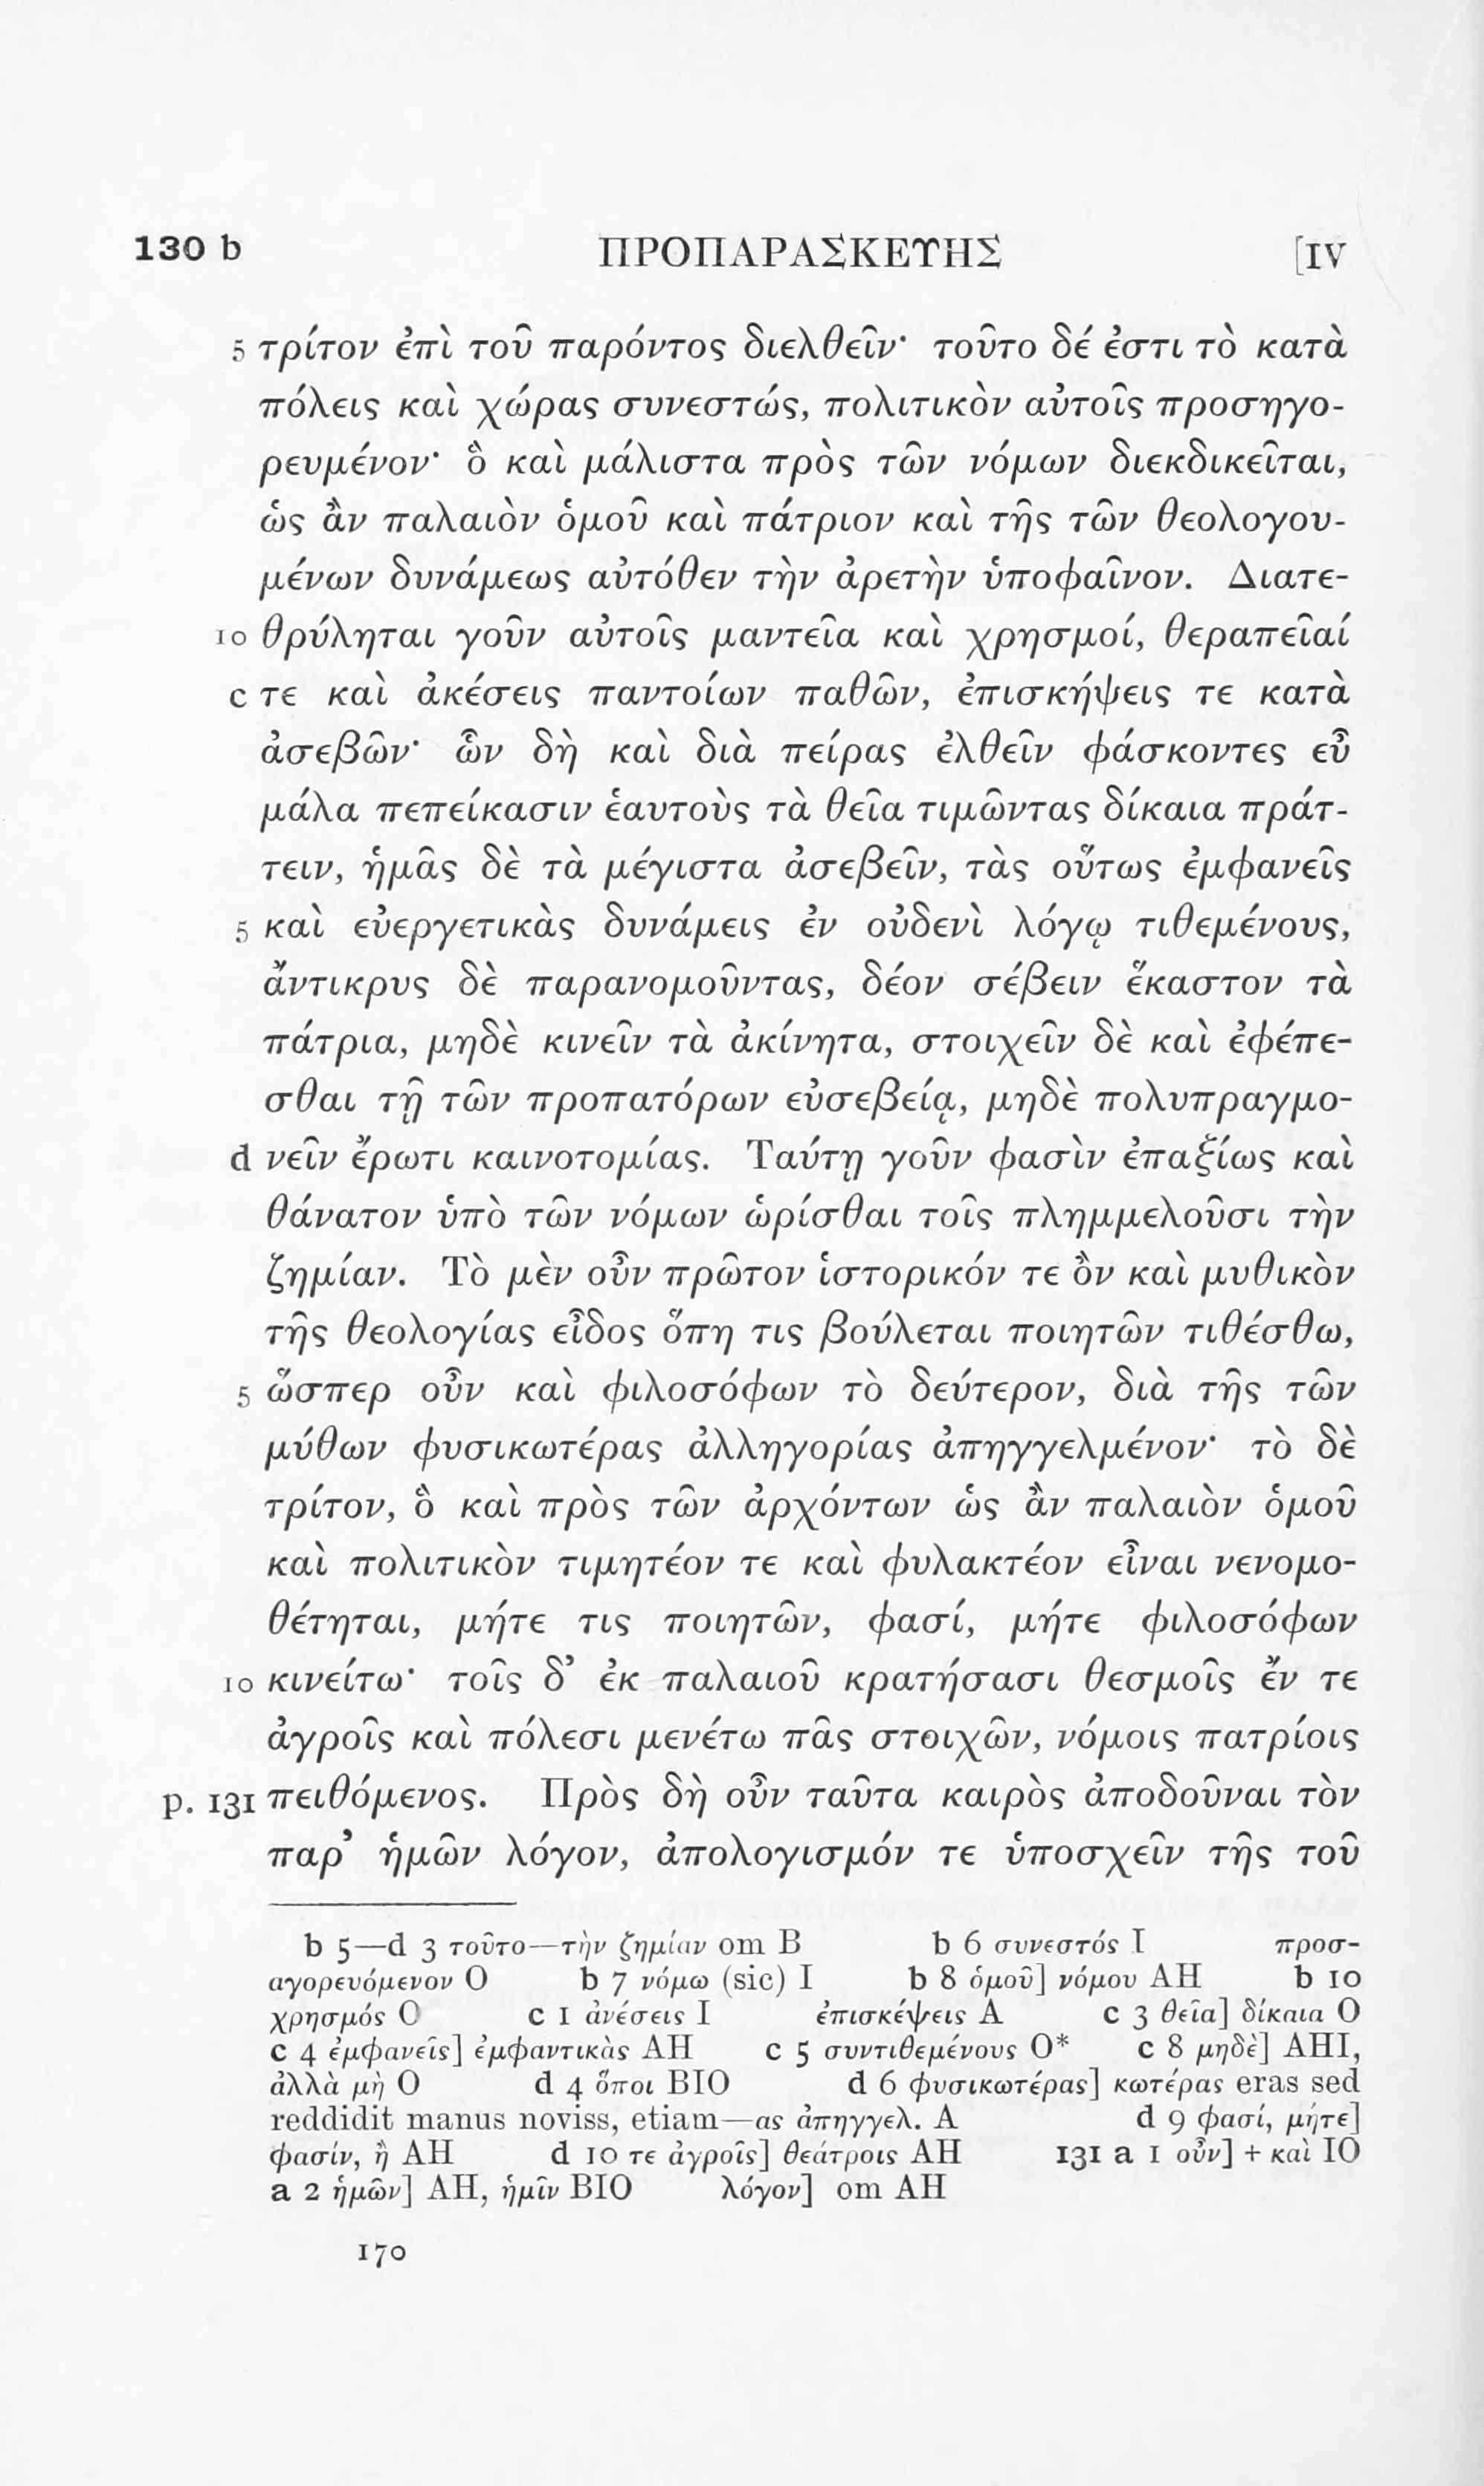 130 b ΠΡΟΠΑΡΑΣΚΕΥΗΣ [IV
5 τρίτον ἐπὶ τοῦ παρόντος διελθεῖν· τοῦτο δέ ἐστι τὸ κατὰ
πόλεις καὶ χώρας συνεστώς, πολιτικὸν αὐτοῖς προσηγο-
ρευμένον· ὃ καὶ μάλιστα πρὸς τῶν νόμων διεκδικεῖται,
ὡς ἂν παλαιὸν ὁμοῦ καὶ πάτριον καὶ τῆς τῶν θεολογου-
μένων δυνάμεως αὐτόθεν τὴν ἀρετὴν ὑποφαῖνον. Διατε-
10 θρύληται γοῦν αὐτοῖς μαντεῖα καὶ χρησμοί, θεραπεῖαί
c τε καὶ ἀκέσεις παντοίων παθῶν, ἐπισκήψεις τε κατὰ
ἀσεβῶν· ὧν δὴ καὶ διὰ πείρας ἐλθεῖν φάσκοντες εὖ
μάλα πεπείκασιν ἑαυτοὺς τὰ θεῖα τιμῶντας δίκαια πράτ-
τειν, ἡμᾶς δὲ τὰ μέγιστα ἀσεβεῖν, τὰς οὕτως ἐμφανεῖς
5 καὶ εὐεργετικὰς δυνάμεις ἐν οὐδενὶ λόγῳ τιθεμένους,
ἄντικρυς δὲ παρανομοῦντας, δέον σέβειν ἕκαστον τὰ
πάτρια, μηδὲ κινεῖν τὰ ἀκίνητα, στοιχεῖν δὲ καὶ ἐφέπε-
σθαι τῇ τῶν προπατόρων εὐσεβείᾳ, μηδὲ πολυπραγμο-
d νεῖν ἔρωτι καινοτομίας. Ταύτῃ γοῦν φασὶν ἐπαξίως καὶ
θάνατον ὑπὸ τῶν νόμων ὡρίσθαι τοῖς πλημμελοῦσι τὴν
ζημίαν. Τὸ μὲν οὖν πρῶτον ἱστορικόν τε ὂν καὶ μυθικὸν
τῆς θεολογίας εἶδος ὅπη τις βούλεται ποιητῶν τιθέσθω,
5 ὥσπερ οὖν καὶ φιλοσόφων τὸ δεύτερον, διὰ τῆς τῶν
μύθων φυσικωτέρας ἀλληγορίας ἀπηγγελμένον· τὸ δὲ
τρίτον, ὃ καὶ πρὸς τῶν ἀρχόντων ὡς ἂν παλαιὸν ὁμοῦ
καὶ πολιτικὸν τιμητέον τε καὶ φυλακτέον εἶναι νενομο-
θέτηται, μήτε τις ποιητῶν, φασί, μήτε φιλοσόφων
10 κινείτω· τοῖς δ’ ἐκ παλαιοῦ κρατήσασι θεσμοῖς ἔν τε
ἀγροῖς καὶ πόλεσι μενέτω πᾶς στοιχῶν, νόμοις πατρίοις
p. 131 πειθόμενος. Πρὸς δὴ οὖν ταῦτα καιρὸς ἀποδοῦναι τὸν
παρ’ ἡμῶν λόγον, ἀπολογισμόν τε ὑποσχεῖν τῆς τοῦ
b 5—d 3 τοῦτο—τὴν ζημίαν om B b 6 συνεστός I προσ-
αγορευόμενον O b 7 νόμω (sic) I b 8 ὁμοῦ] νόμου AH b 10
χρησμός O c 1 ἀνέσεις I ἐπισκέψεις A c 3 θεῖα] δίκαια O
c 4 ἐμφανεῖς] ἐμφαντικὰς AH c 5 συντιθεμένους O* c 8 μηδὲ] AHI,
ἀλλὰ μὴ O d 4 ὅποι BIO d 6 φυσικωτέρας] κωτέρας eras sed
reddidit manus noviss, etiam—ας ἀπηγγελ. A d 9 φασί, μήτε]
φασίν, ἢ AH d 10 τε ἀγροῖς] θεάτροις AH 131 a 1 οὖν] + καὶ IO
a 2 ἡμῶν] AH, ἡμῖν BIO λόγον] om AH
170